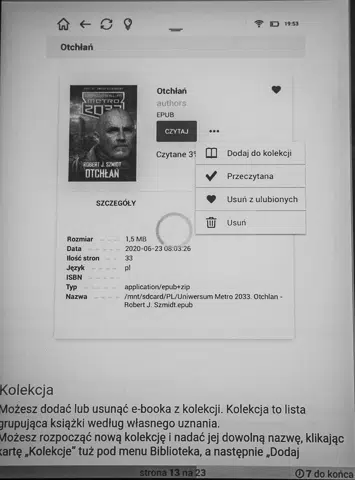 19:53
Otchłań
UNIWERSUM
METRO
2033
ROBERT J. SZMIDT
OTCHŁAŃ
Otchłań
authors
EPUB
CZYTAJ
•••
Czytane 3
Dodaj do kolekcji
Przeczytana
Usuń z ulubionych
Usuń
SZCZEGÓŁY
Rozmiar 1,5 MB
Data 2020-06-23 08:03:26
Ilość stron 33
Język pl
ISBN
Typ application/epub+zip
Nazwa /mnt/sdcard/PL/Uniwersum Metro 2033. Otchlan -
Robert J. Szmidt.epub
Kolekcja
Możesz dodać lub usunąć e-booka z kolekcji. Kolekcja to lista
grupująca książki według własnego uznania.
Możesz rozpocząć nową kolekcję i nadać jej dowolną nazwę, klikając
kartę „Kolekcje” tuż pod menu Biblioteka, a następnie „Dodaj
strona 13 na 23
7 do końca